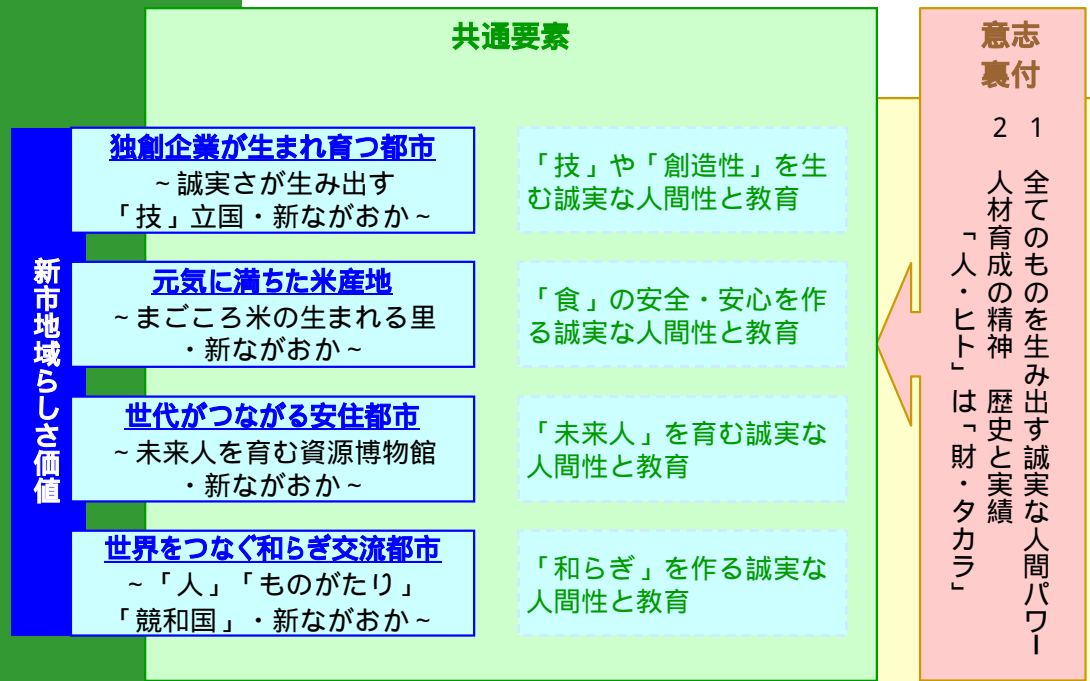 共通要素
意志
裏付
新市地域らしさ価値
独創企業が生まれ育つ都市
~誠実さが生み出す
「技」立国・新ながおか~
「技」や「創造性」を生
む誠実な人間性と教育
元気に満ちた米産地
~まごころ米の生まれる里
・新ながおか~
「食」の安全・安心を作
る誠実な人間性と教育
世代がつながる安住都市
~未来人を育む資源博物館
・新ながおか~
「未来人」を育む誠実な
人間性と教育
世界をつなぐ和らぎ交流都市
~「人」「ものがたり」
「競和国」・新ながおか~
「和らぎ」を作る誠実な
人間性と教育
1 全てのものを生み出す誠実な人間パワー
2 人材育成の精神 歴史と実績
「人・ヒト」は「財・タカラ」